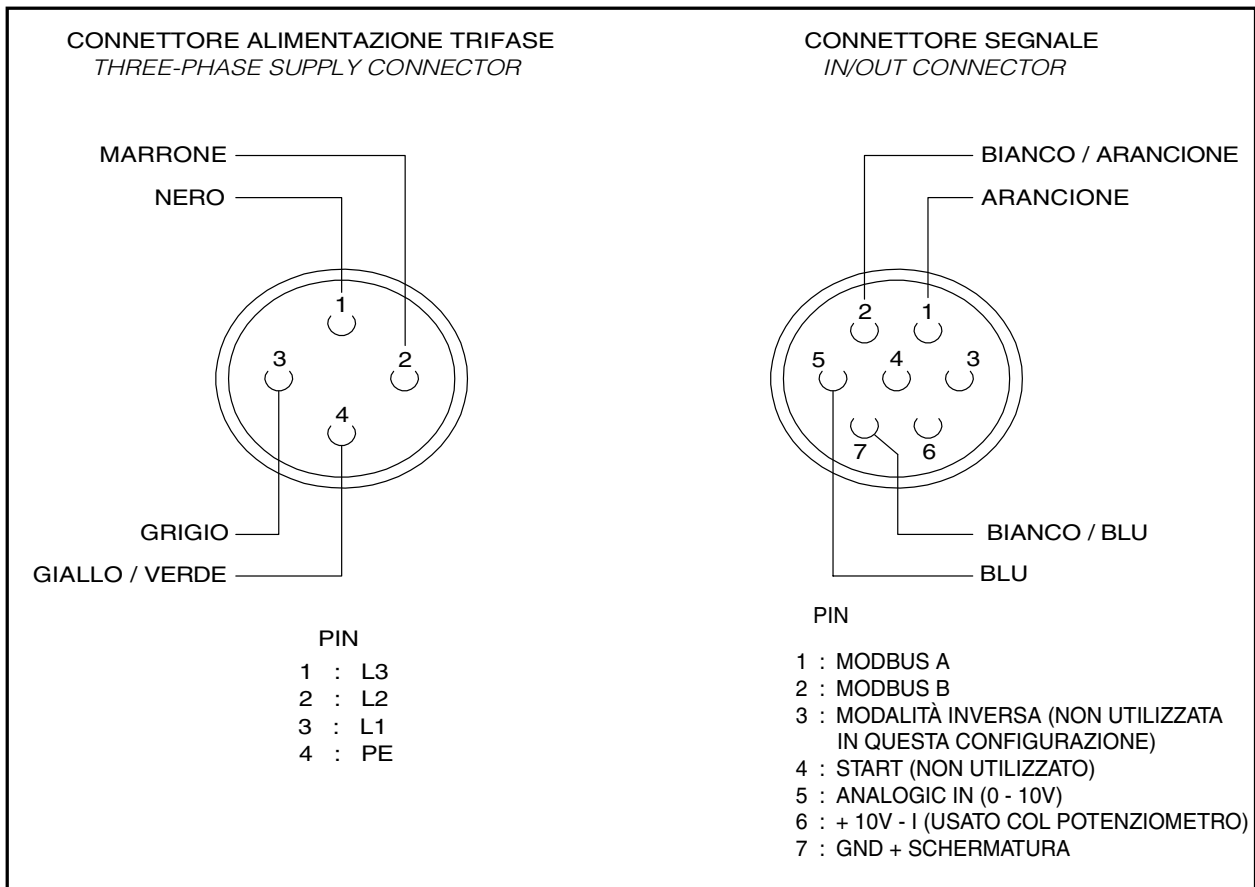 CONNETTORE ALIMENTAZIONE TRIFASE
THREE-PHASE SUPPLY CONNECTOR
MARRONE
NERO
1
3
2
4
GRIGIO
GIALLO / VERDE
PIN
1 : L3
2 : L2
3 : L1
4 : PE
CONNETTORE SEGNALE
IN/OUT CONNECTOR
BIANCO / ARANCIONE
ARANCIONE
2
1
5
4
3
7
6
BIANCO / BLU
BLU
PIN
1 : MODBUS A
2 : MODBUS B
3 : MODALITÀ INVERSA (NON UTILIZZATA
IN QUESTA CONFIGURAZIONE)
4 : START (NON UTILIZZATO)
5 : ANALOGIC IN (0 - 10V)
6 : + 10V - I (USATO COL POTENZIOMETRO)
7 : GND + SCHERMATURA